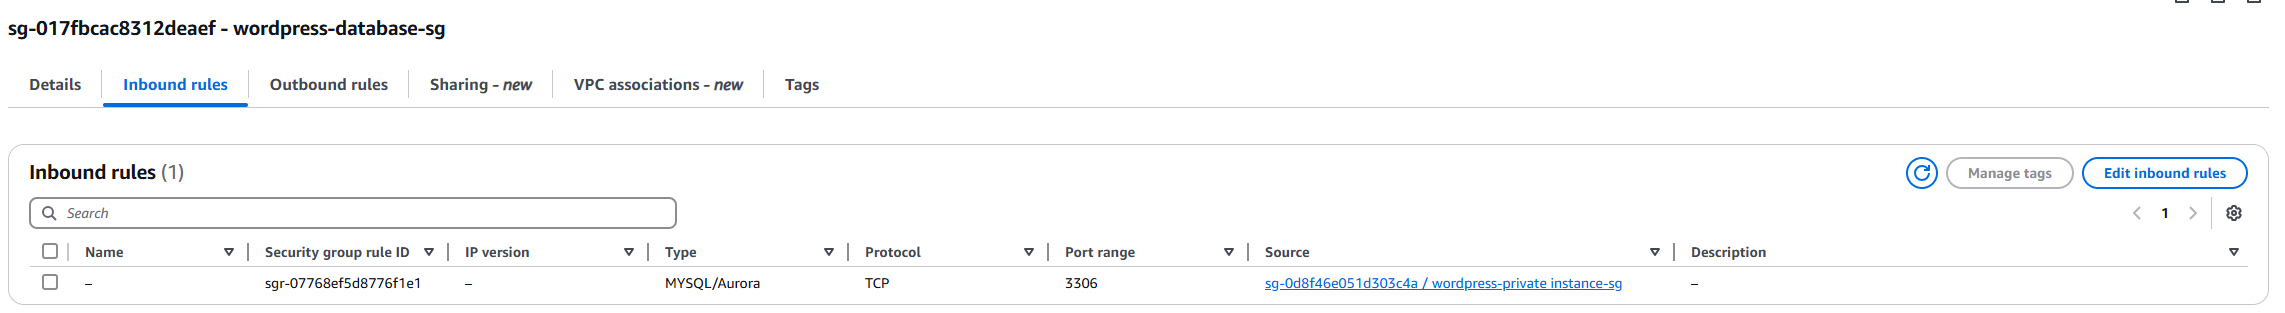 sg-017fbcac8312deaef - wordpress-database-sg
Details Inbound rules Outbound rules Sharing - new VPC associations - new Tags
Inbound rules (1) Manage tags Edit inbound rules
Search 1
Name Security group rule ID IP version Type Protocol Port range Source Description
– sgr-07768ef5d8776f1e1 – MYSQL/Aurora TCP 3306 sg-0d8f46e051d303c4a / wordpress-private instance-sg –